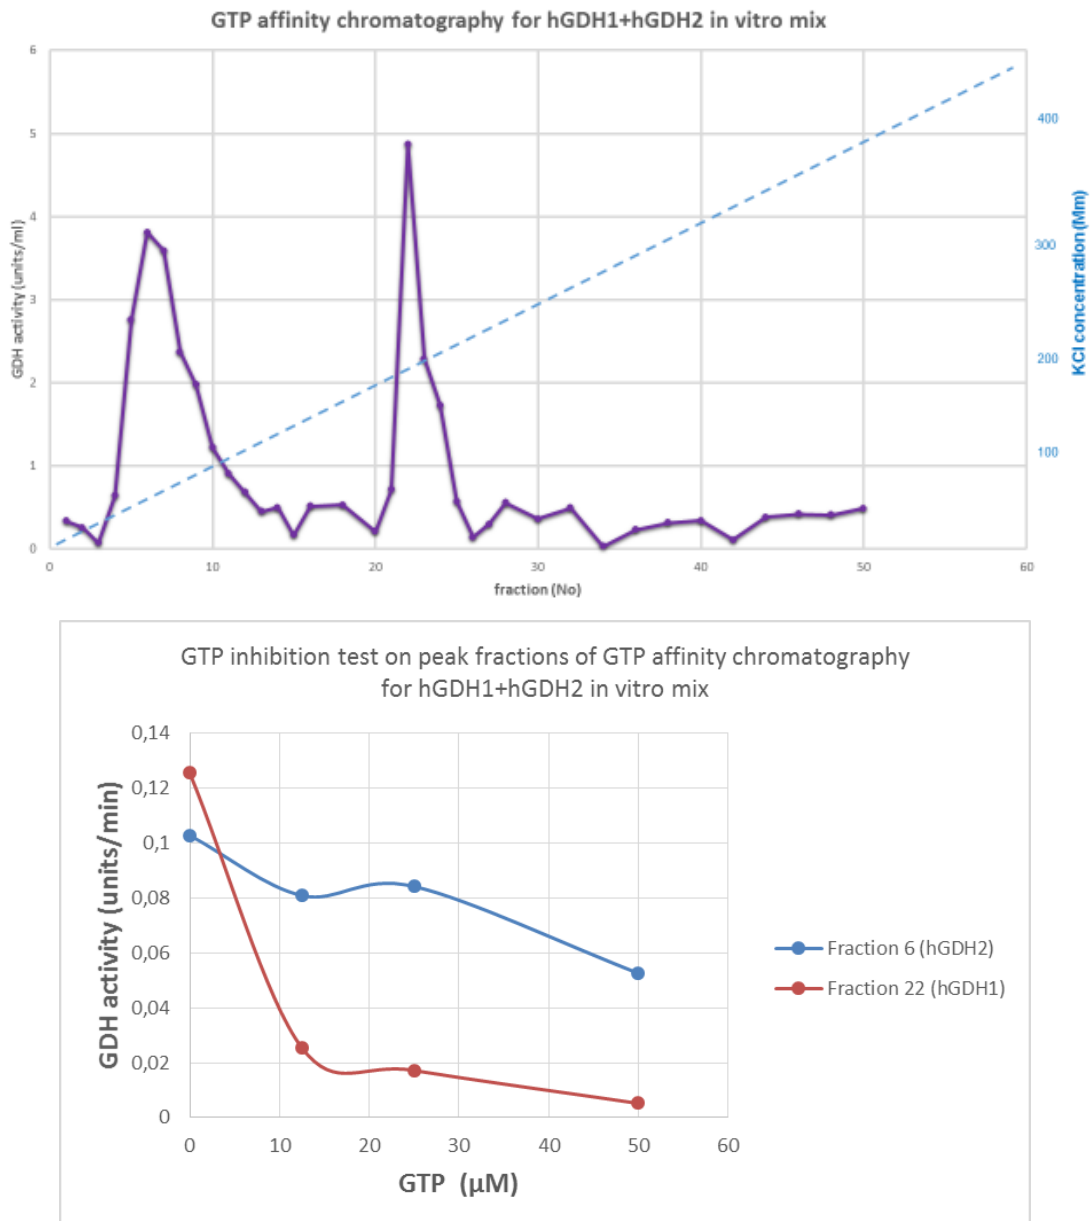 GTP affinity chromatography for hGDH1+hGDH2 in vitro mix
6
5
4
3
2
1
0
GDH activity (units/ml)
400
300
200
100
KCl concentration (Mm)
0 10 20 30 40 50 60
fraction (No)
GTP inhibition test on peak fractions of GTP affinity chromatography
for hGDH1+hGDH2 in vitro mix
0,14
0,12
0,1
0,08
0,06
0,04
0,02
0
GDH activity (units/min)
0 10 20 30 40 50 60
GTP (μM)
Fraction 6 (hGDH2)
Fraction 22 (hGDH1)